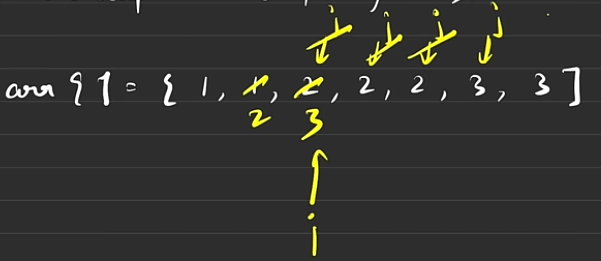 j j j j
arr { ] = { 1, 1, 2, 2, 2, 3, 3 ]
2 3
i